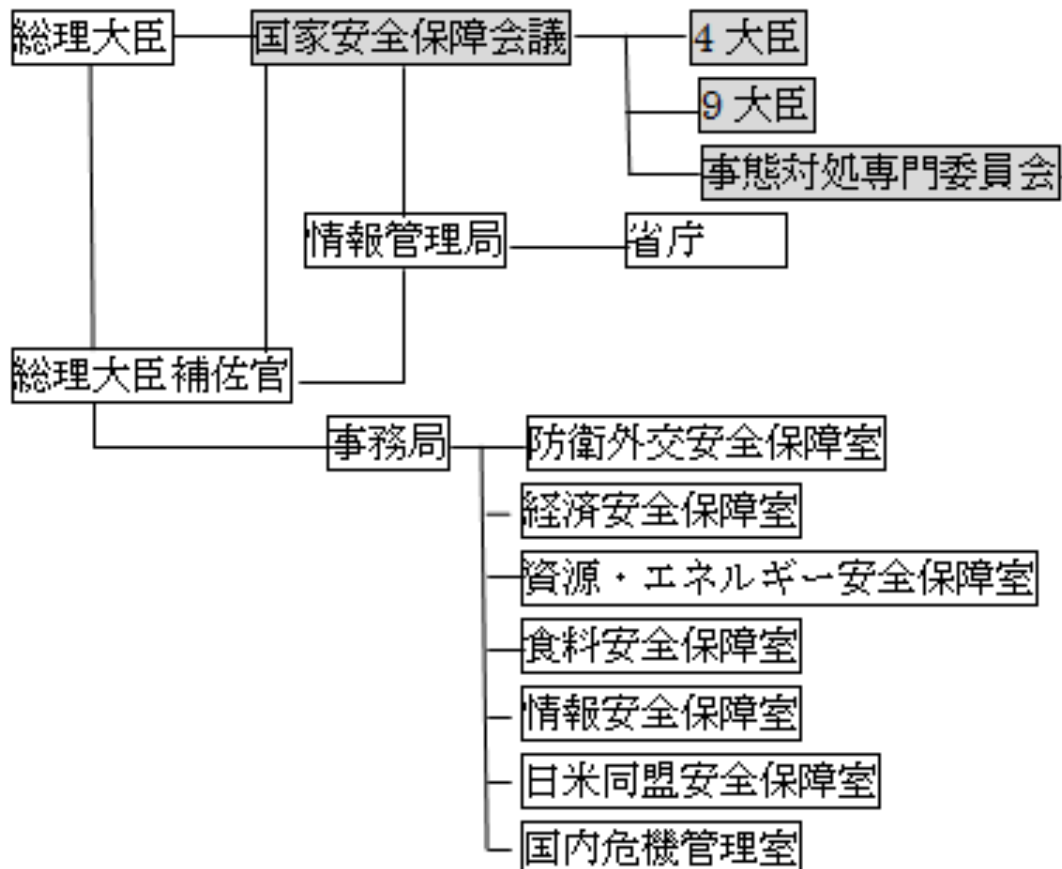 総理大臣
国家安全保障会議
4 大臣
9 大臣
事態対処専門委員会
情報管理局
省庁
総理大臣補佐官
事務局
防衛外交安全保障室
経済安全保障室
資源・エネルギー安全保障室
食料安全保障室
情報安全保障室
日米同盟安全保障室
国内危機管理室